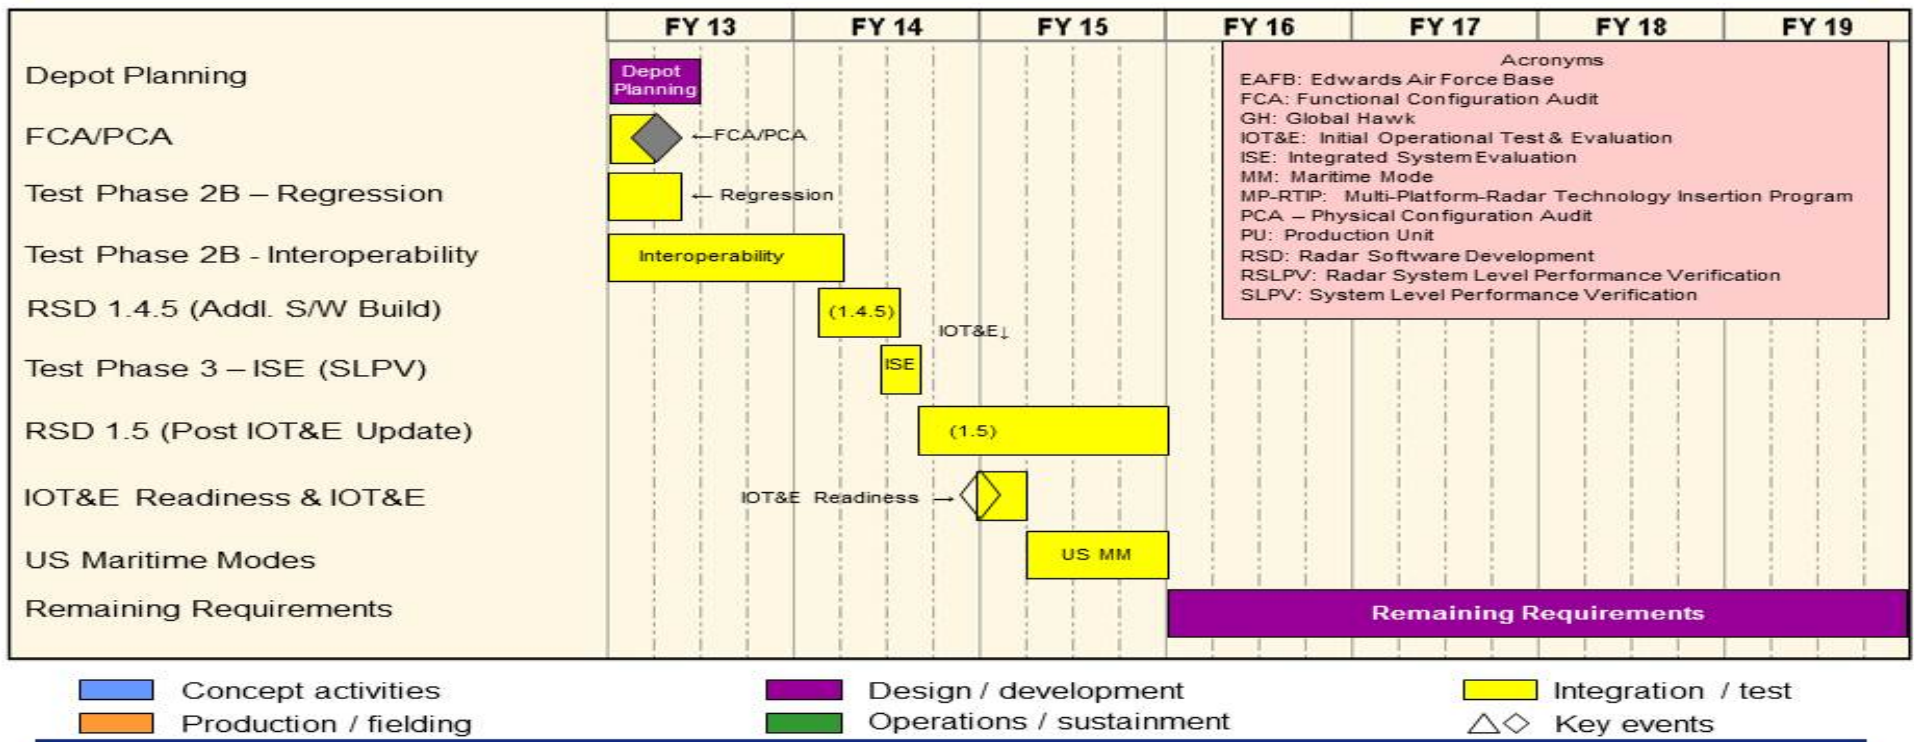 FY 13 FY 14 FY 15 FY 16 FY 17 FY 18 FY 19
Acronyms
EAFB: Edwards Air Force Base
FCA: Functional Configuration Audit
GH: Global Hawk
IOT&E: Initial Operational Test & Evaluation
ISE: Integrated System Evaluation
MM: Maritime Mode
MP-RTIP: Multi-Platform-Radar Technology Insertion Program
PCA – Physical Configuration Audit
PU: Production Unit
RSD: Radar Software Development
RSLPV: Radar System Level Performance Verification
SLPV: System Level Performance Verification
Depot Planning
Depot
Planning
FCA/PCA
←FCA/PCA
Test Phase 2B – Regression
← Regression
Test Phase 2B - Interoperability
Interoperability
RSD 1.4.5 (Addl. S/W Build)
(1.4.5)
IOT&E↓
Test Phase 3 – ISE (SLPV)
ISE
RSD 1.5 (Post IOT&E Update)
(1.5)
IOT&E Readiness & IOT&E
IOT&E Readiness →
US Maritime Modes
US MM
Remaining Requirements
Remaining Requirements
Concept activities
Design / development
Integration / test
Production / fielding
Operations / sustainment
Key events